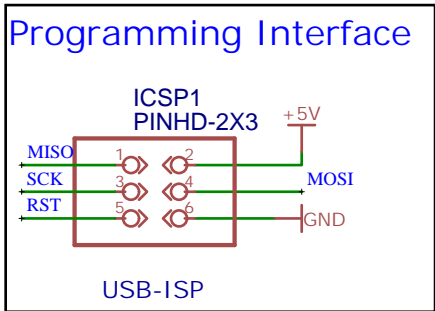 Programming Interface
ICSP1
PINHD-2X3
+5V
MISO 1 2
SCK 3 4 MOSI
RST 5 6 GND
USB-ISP